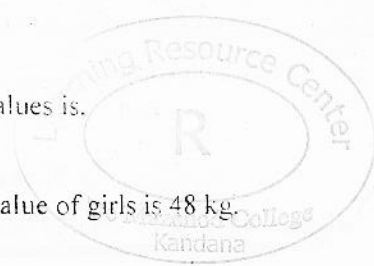 Learning Resource Center
alues is.
R
alue of girls is 48 kg.
College
Kandana